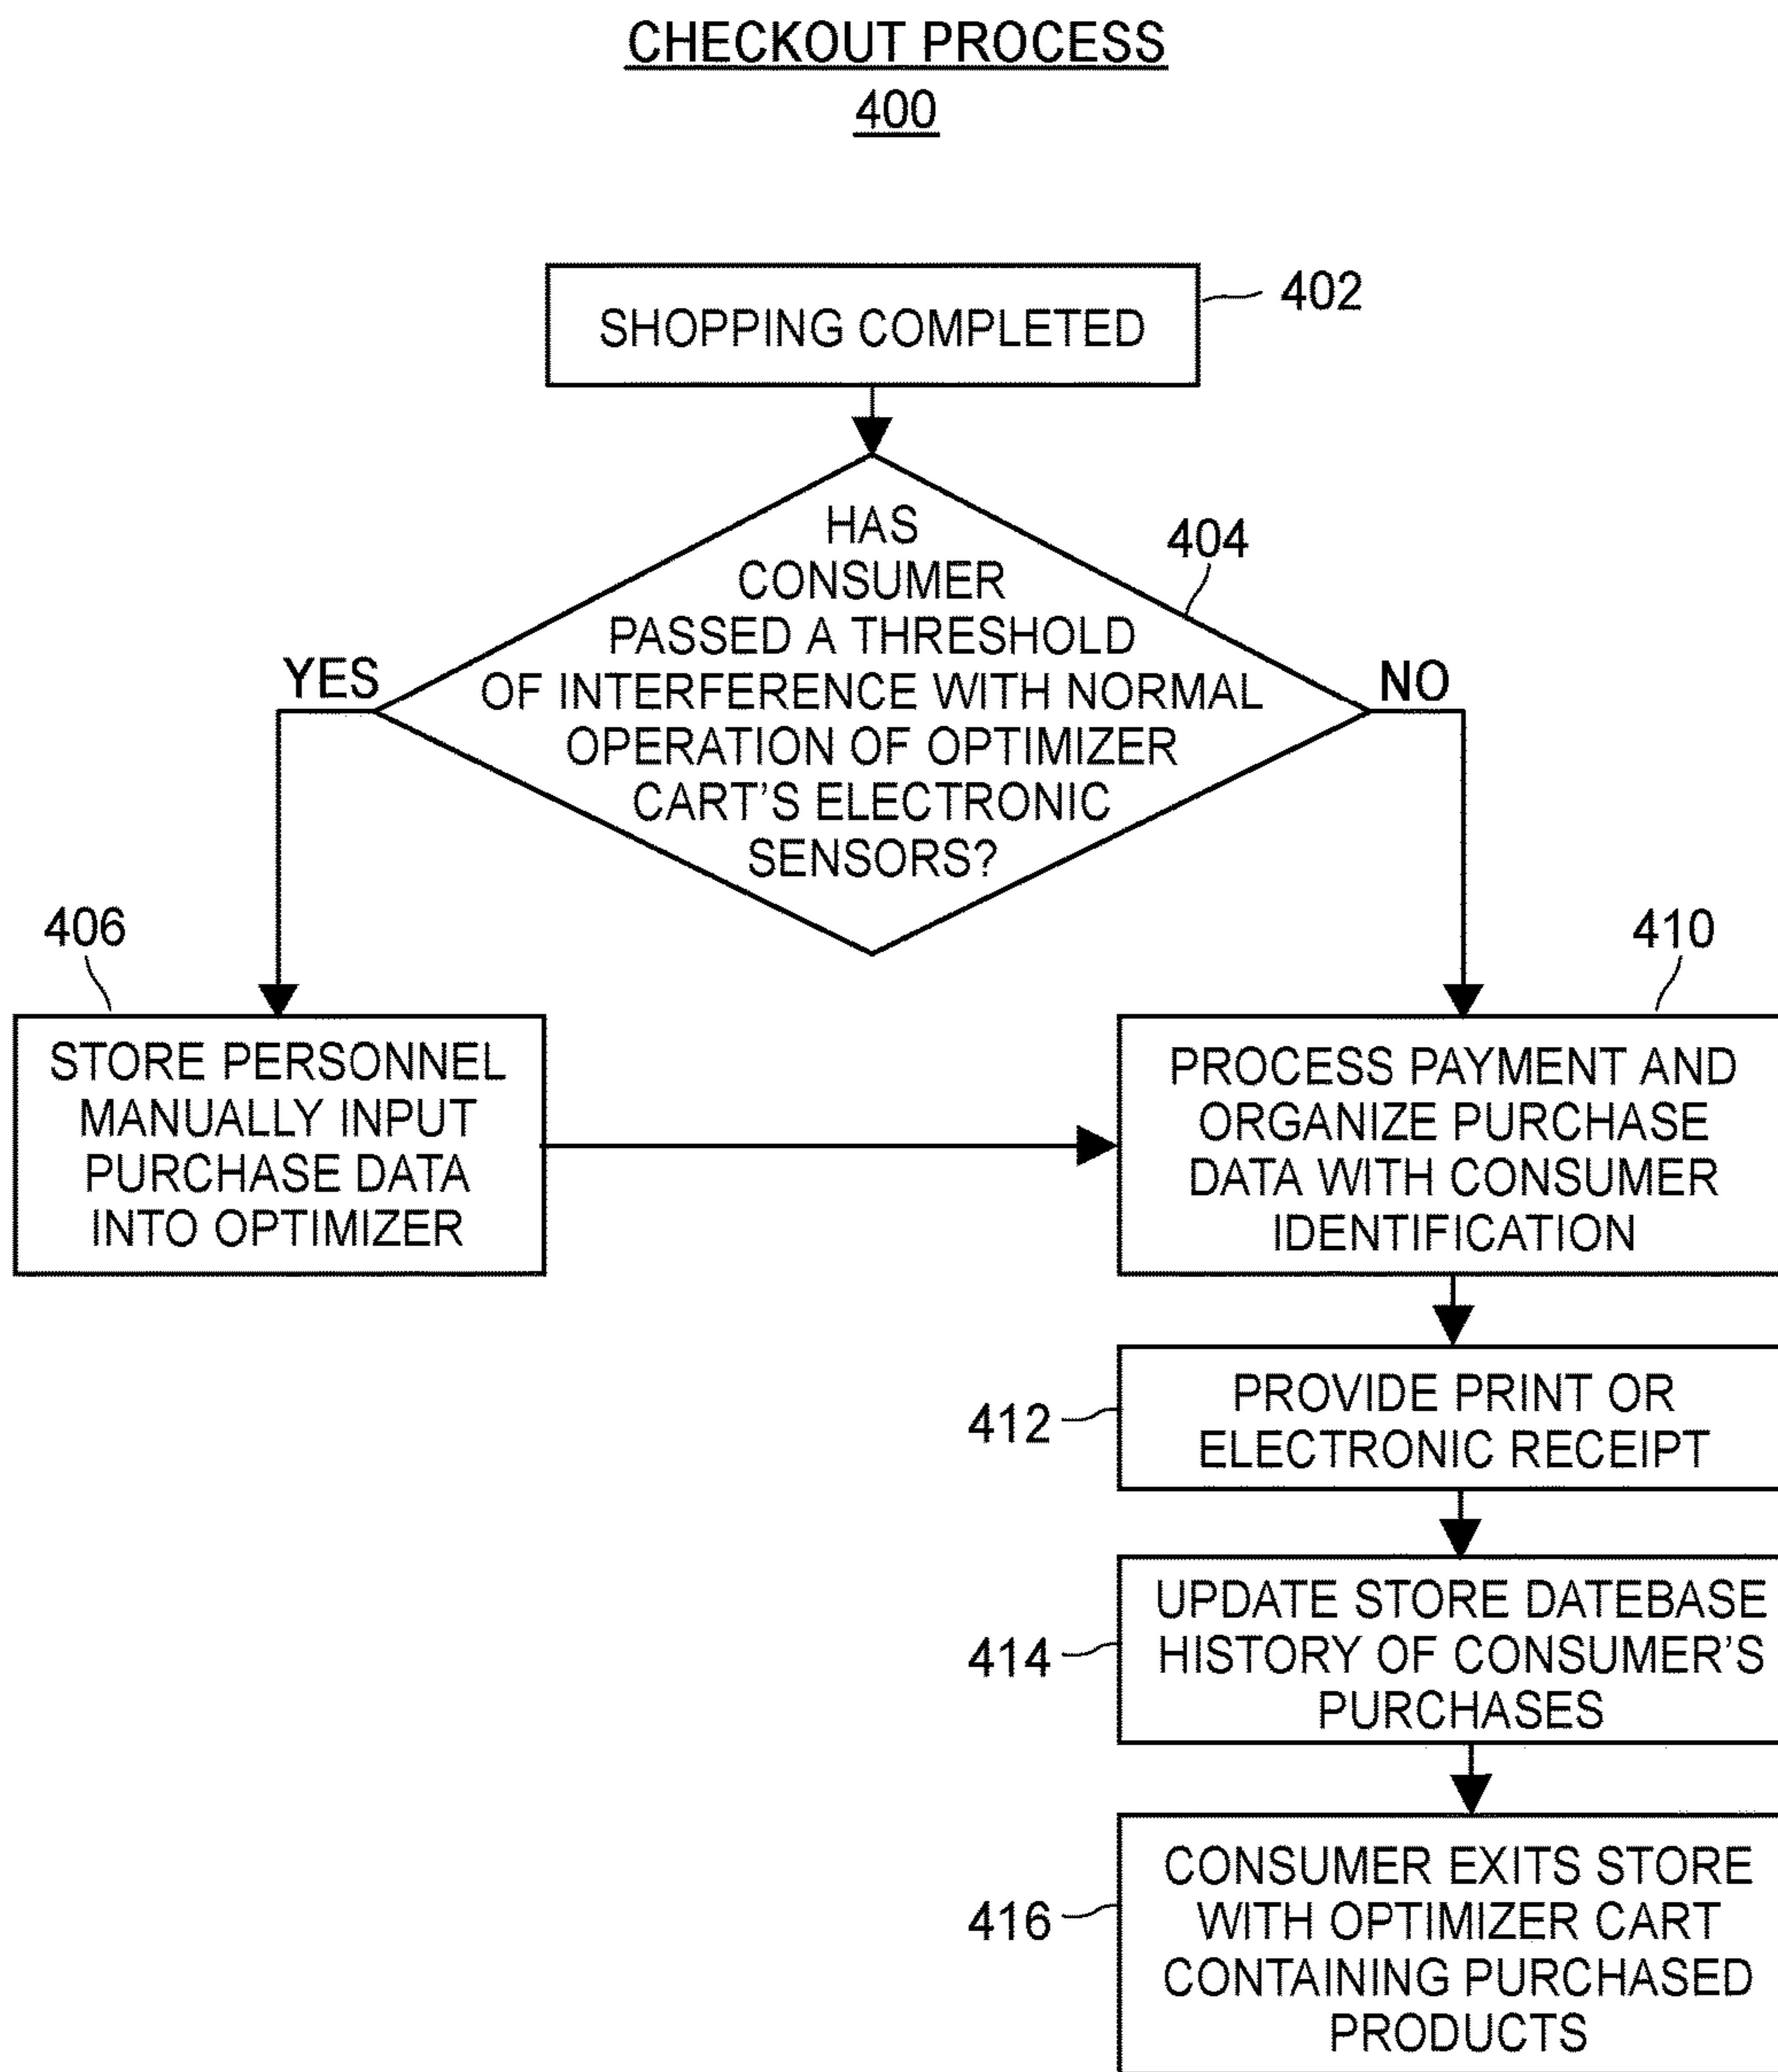 CHECKOUT PROCESS
400
SHOPPING COMPLETED
402
HAS
CONSUMER
PASSED A THRESHOLD
OF INTERFERENCE WITH NORMAL
OPERATION OF OPTIMIZER
CART'S ELECTRONIC
SENSORS?
404
YES
NO
406
STORE PERSONNEL
MANUALLY INPUT
PURCHASE DATA
INTO OPTIMIZER
410
PROCESS PAYMENT AND
ORGANIZE PURCHASE
DATA WITH CONSUMER
IDENTIFICATION
412
PROVIDE PRINT OR
ELECTRONIC RECEIPT
414
UPDATE STORE DATEBASE
HISTORY OF CONSUMER'S
PURCHASES
416
CONSUMER EXITS STORE
WITH OPTIMIZER CART
CONTAINING PURCHASED
PRODUCTS